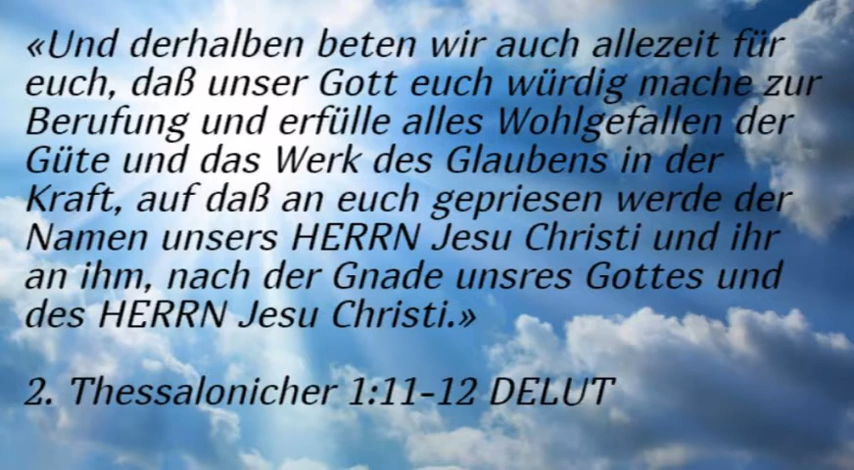 «Und derhalben beten wir auch allezeit für
euch, daß unser Gott euch würdig mache zur
Berufung und erfülle alles Wohlgefallen der
Güte und das Werk des Glaubens in der
Kraft, auf daß an euch gepriesen werde der
Namen unsers HERRN Jesu Christi und ihr
an ihm, nach der Gnade unsres Gottes und
des HERRN Jesu Christi.»
2. Thessalonicher 1:11-12 DELUT